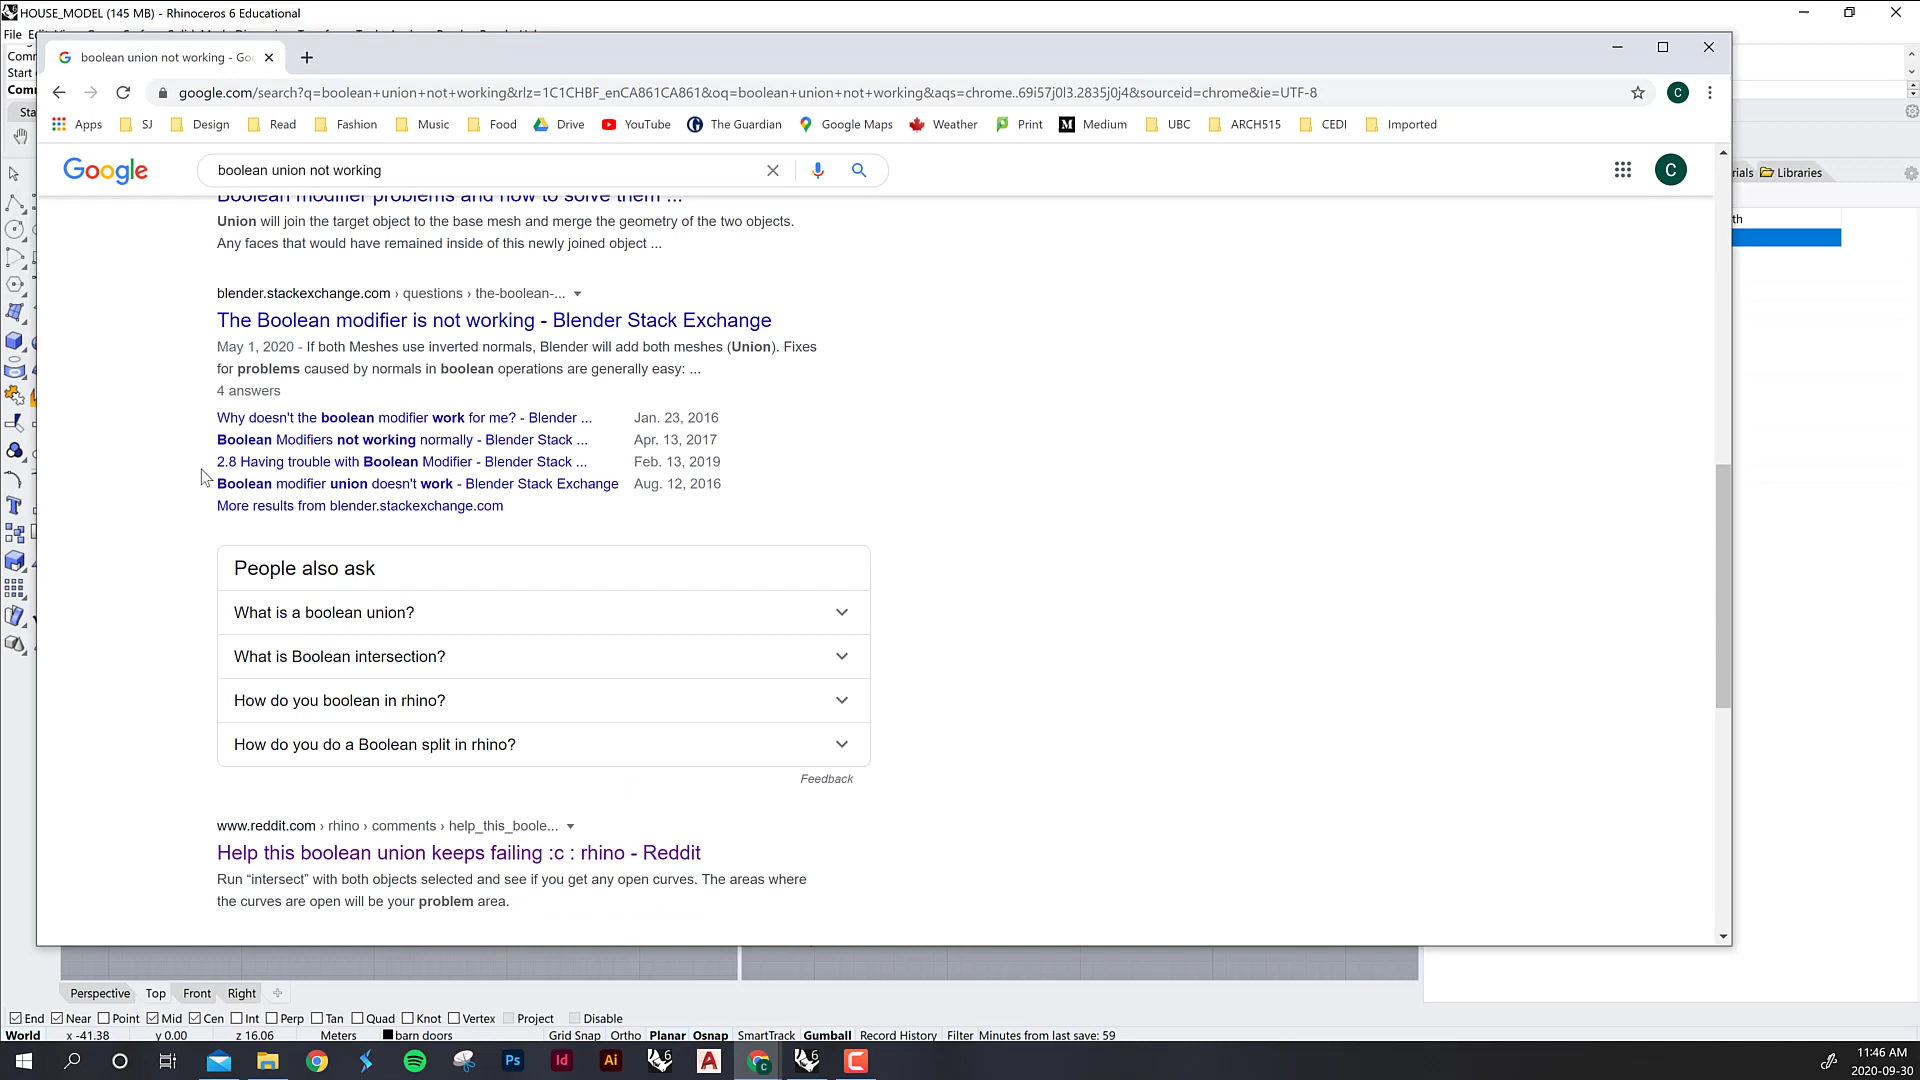 HOUSE_MODEL (145 MB) - Rhinoceros 6 Educational
File
boolean union not working - Go
google.com/search?q=boolean+union+not+working&rlz=1C1CHBF_enCA861CA861&oq=boolean+union+not+working&aqs=chrome..69i57j0l3.2835j0j4&sourceid=chrome&ie=UTF-8
C
Apps SJ Design Read Fashion Music Food Drive YouTube The Guardian Google Maps Weather Print Medium UBC ARCH515 CEDI Imported
Google
boolean union not working
C
Libraries
Boolean modifier problems and how to solve them ...
Union will join the target object to the base mesh and merge the geometry of the two objects.
Any faces that would have remained inside of this newly joined object ...
blender.stackexchange.com › questions › the-boolean-...
The Boolean modifier is not working - Blender Stack Exchange
May 1, 2020 - If both Meshes use inverted normals, Blender will add both meshes (Union). Fixes
for problems caused by normals in boolean operations are generally easy: ...
4 answers
Why doesn't the boolean modifier work for me? - Blender ... Jan. 23, 2016
Boolean Modifiers not working normally - Blender Stack ... Apr. 13, 2017
2.8 Having trouble with Boolean Modifier - Blender Stack ... Feb. 13, 2019
Boolean modifier union doesn't work - Blender Stack Exchange Aug. 12, 2016
More results from blender.stackexchange.com
People also ask
What is a boolean union?
What is Boolean intersection?
How do you boolean in rhino?
How do you do a Boolean split in rhino?
Feedback
www.reddit.com › rhino › comments › help_this_boole...
Help this boolean union keeps failing :c : rhino - Reddit
Run “intersect” with both objects selected and see if you get any open curves. The areas where
the curves are open will be your problem area.
Perspective Top Front Right
End Near Point Mid Cen Int Perp Tan Quad Knot Vertex Project Disable
World x -41.38 y 0.00 z 16.06 Meters barn doors Grid Snap Ortho Planar Osnap SmartTrack Gumball Record History Filter Minutes from last save: 59
Ps Id Ai 6 A C 6 C
11:46 AM
2020-09-30